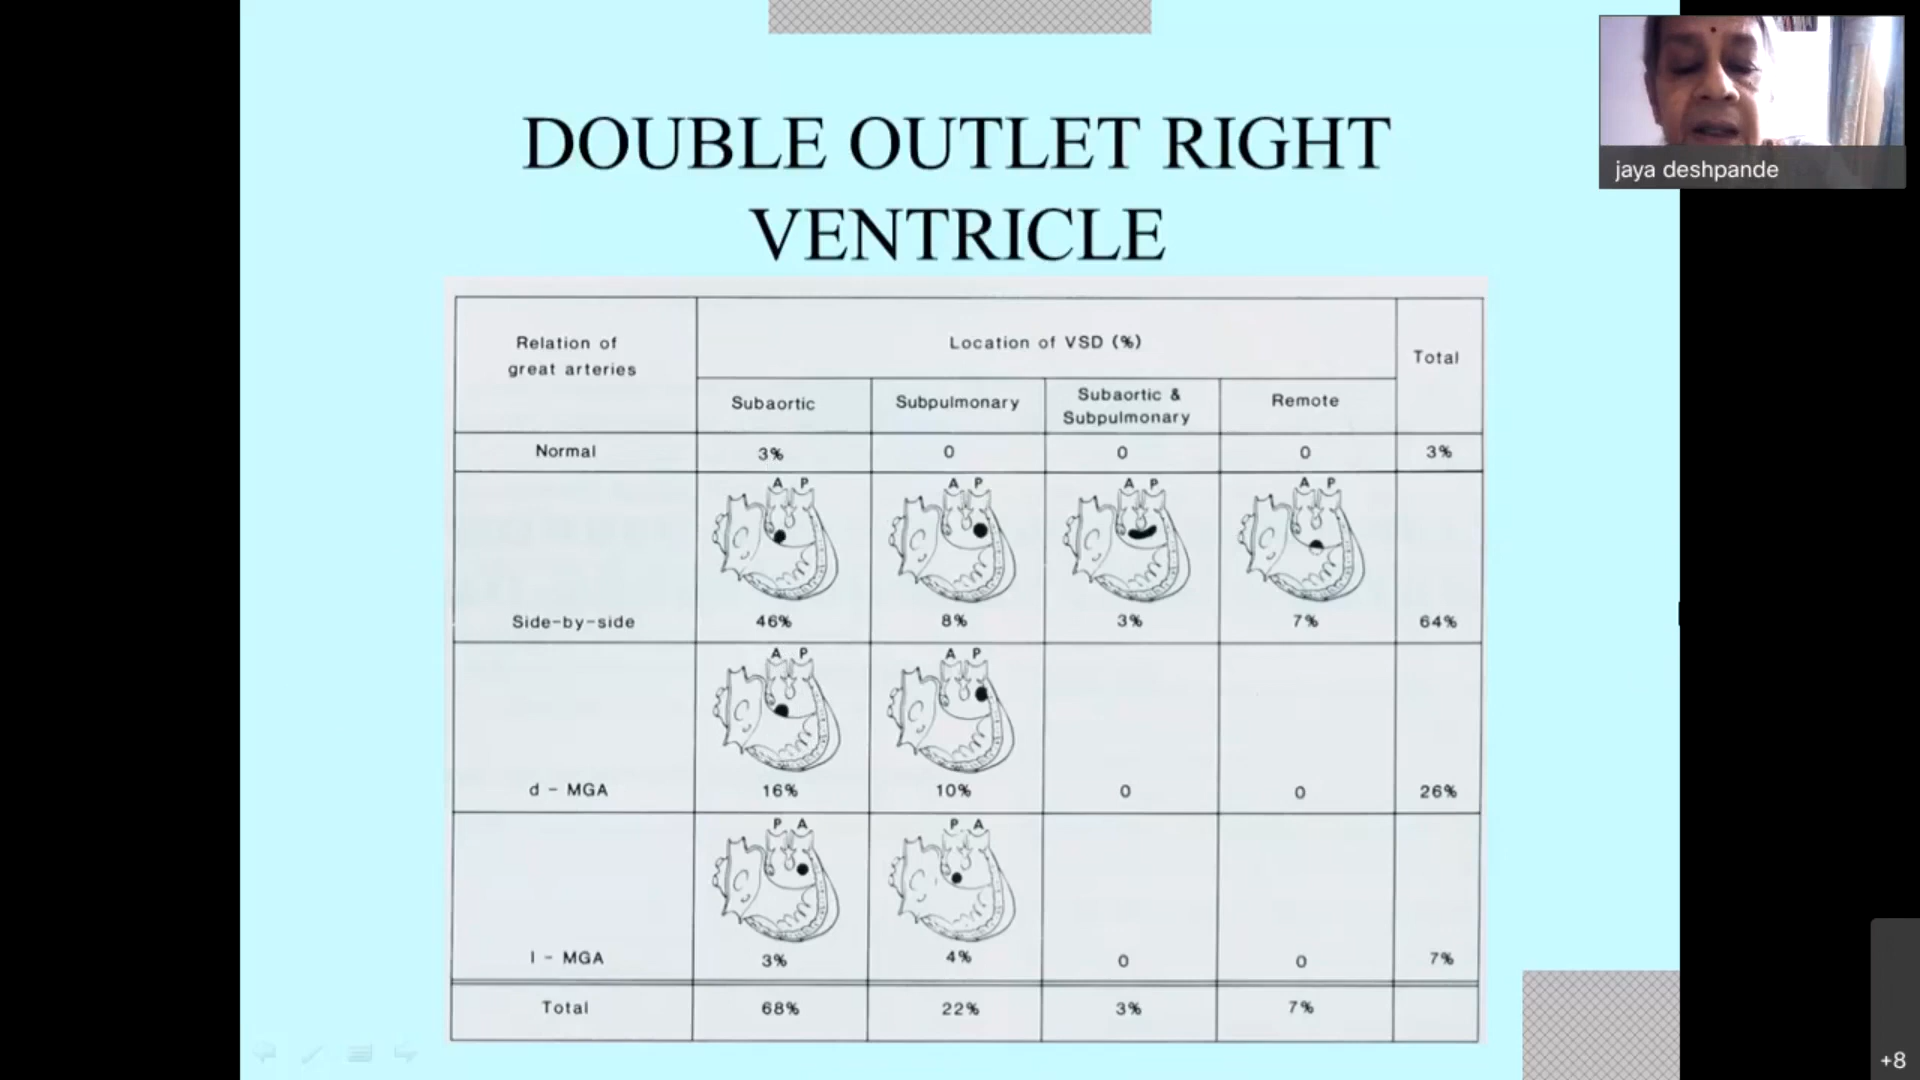 DOUBLE OUTLET RIGHT
VENTRICLE
jaya deshpande
Relation of
great arteries
Location of VSD (%)
Total
Subaortic
Subpulmonary
Subaortic &
Subpulmonary
Remote
Normal 3% 0 0 0 3%
A P A P A P A P
Side-by-side 46% 8% 3% 7% 64%
A P A P
d - MGA 16% 10% 0 0 26%
P A P A
l - MGA 3% 4% 0 0 7%
Total 68% 22% 3% 7%
+8